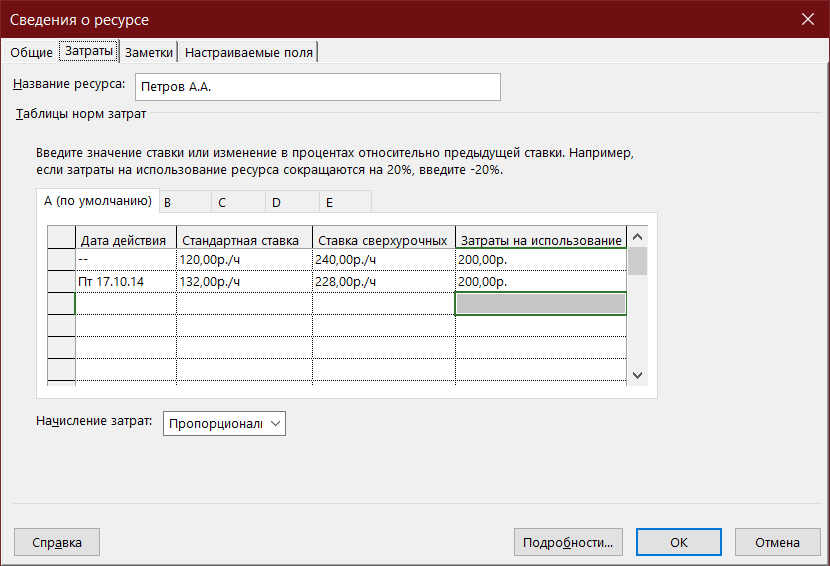 Сведения о ресурсе
Общие Затраты Заметки Настраиваемые поля
Название ресурса: Петров А.А.
Таблицы норм затрат
Введите значение ставки или изменение в процентах относительно предыдущей ставки. Например,
если затраты на использование ресурса сокращаются на 20%, введите -20%.
A (по умолчанию) B C D E
Дата действия Стандартная ставка Ставка сверхурочных Затраты на использование
-- 120,00р./ч 240,00р./ч 200,00р.
Пт 17.10.14 132,00р./ч 228,00р./ч 200,00р.
Начисление затрат: Пропорциональ
Справка Подробности... ОК Отмена